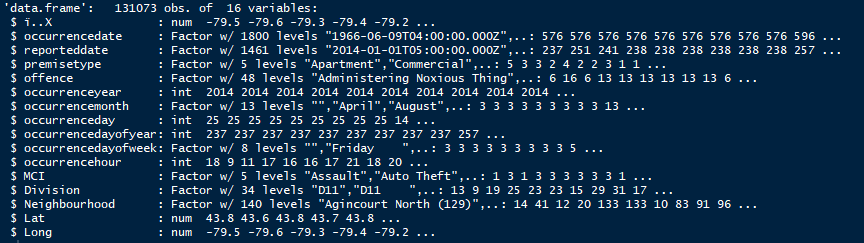 'data.frame':   131073 obs. of  16 variables:
 $ i..X               : num  -79.5 -79.6 -79.3 -79.4 -79.2 ...
 $ occurrencedate     : Factor w/ 1800 levels "1966-06-09T04:00:00.000Z",..: 576 576 576 576 576 576 576 576 576 596 ...
 $ reporteddate       : Factor w/ 1461 levels "2014-01-01T05:00:00.000Z",..: 237 251 241 238 238 238 238 238 238 257 ...
 $ premisetype        : Factor w/ 5 levels "Apartment","Commercial",..: 5 3 3 2 4 2 2 3 1 1 ...
 $ offence            : Factor w/ 48 levels "Administering Noxious Thing",..: 6 16 6 13 13 13 13 13 13 6 ...
 $ occurrenceyear     : int  2014 2014 2014 2014 2014 2014 2014 2014 2014 2014 ...
 $ occurrencemonth    : Factor w/ 13 levels "","April","August",..: 3 3 3 3 3 3 3 3 3 13 ...
 $ occurrenceday      : int  25 25 25 25 25 25 25 25 25 14 ...
 $ occurrencedayofyear: int  237 237 237 237 237 237 237 237 237 257 ...
 $ occurrencedayofweek: Factor w/ 8 levels "","Friday    ",..: 3 3 3 3 3 3 3 3 3 5 ...
 $ occurrencehour     : int  18 9 11 17 16 16 17 21 18 20 ...
 $ MCI                : Factor w/ 5 levels "Assault","Auto Theft",..: 1 3 1 3 3 3 3 3 3 1 ...
 $ Division           : Factor w/ 34 levels "D11","D11    ",..: 13 9 19 25 23 23 15 29 31 17 ...
 $ Neighbourhood      : Factor w/ 140 levels "Agincourt North (129)",..: 14 41 12 20 133 133 10 83 91 96 ...
 $ Lat                : num  43.8 43.6 43.8 43.7 43.8 ...
 $ Long               : num  -79.5 -79.6 -79.3 -79.4 -79.2 ...